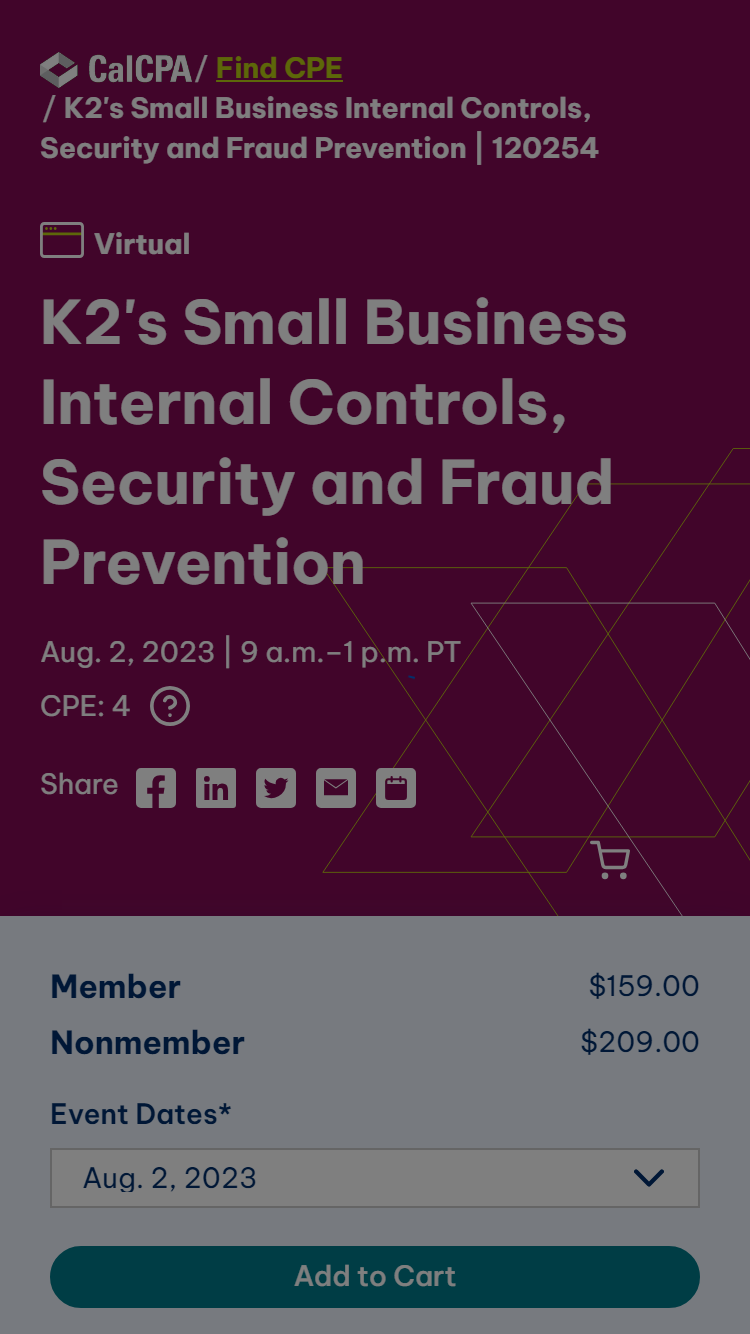 CalCPA / Find CPE
/ K2's Small Business Internal Controls,
Security and Fraud Prevention | 120254
Virtual
K2's Small Business
Internal Controls,
Security and Fraud
Prevention
Aug. 2, 2023 | 9 a.m.–1 p.m. PT
CPE: 4 ?
Share f in
Member $159.00
Nonmember $209.00
Event Dates*
Aug. 2, 2023
Add to Cart